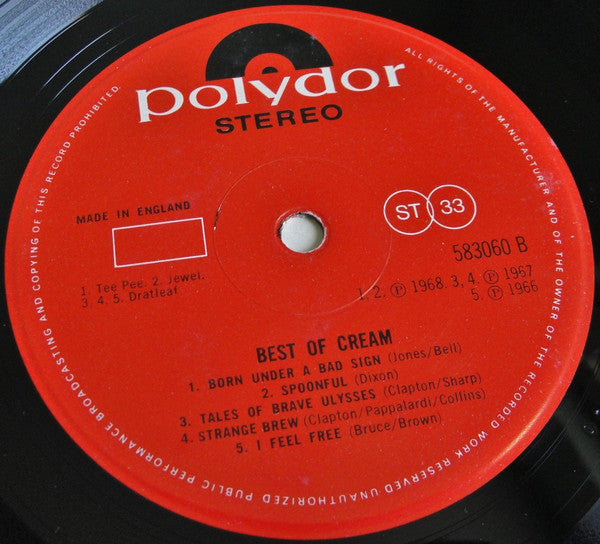 polydor
STEREO
MADE IN ENGLAND
ST 33
583060 B
1. Tee Pee. 2. Jewel.
3. 4. 5. Dratleaf
1. 2. ℗ 1968. 3. 4. ℗ 1967
5. ℗ 1966
BEST OF CREAM
1. BORN UNDER A BAD SIGN (Jones/Bell)
2. SPOONFUL (Dixon)
3. TALES OF BRAVE ULYSSES (Clapton/Sharp)
4. STRANGE BREW (Clapton/Pappalardi/Collins)
5. I FEEL FREE (Bruce/Brown)
ALL RIGHTS OF THE MANUFACTURER AND OF THE OWNER OF THE RECORDED WORK RESERVED UNAUTHORIZED PUBLIC PERFORMANCE BROADCASTING AND COPYING OF THIS RECORD PROHIBITED.